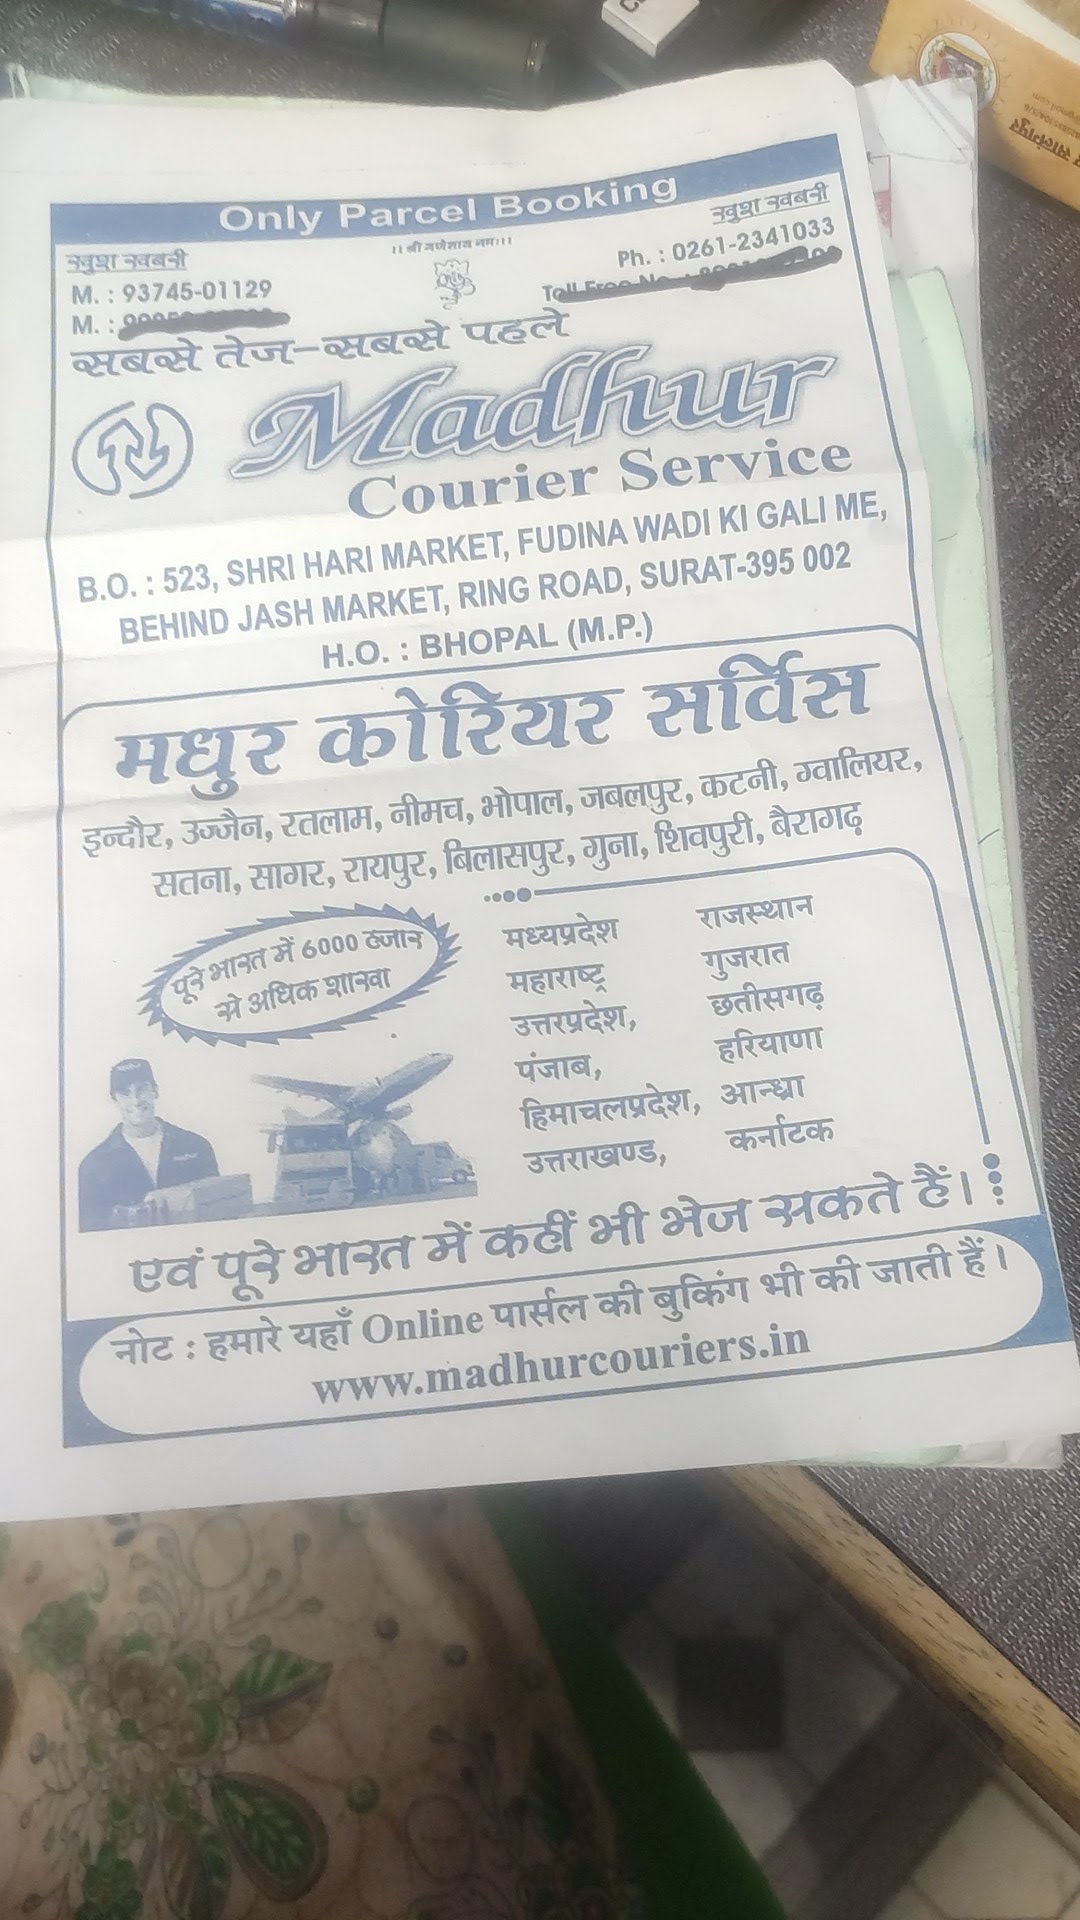 Only Parcel Booking
खुश खबरी
M. : 93745-01129
M. :
।। श्री गणेशाय नमः ।।
खुश खबरी
Ph. : 0261-2341033
Toll Free No.
सबसे तेज-सबसे पहले
Madhur
Courier Service
B.O. : 523, SHRI HARI MARKET, FUDINA WADI KI GALI ME,
BEHIND JASH MARKET, RING ROAD, SURAT-395 002
H.O. : BHOPAL (M.P.)
मधुर कोरियर सर्विस
इन्दौर, उज्जैन, रतलाम, नीमच, भोपाल, जबलपुर, कटनी, ग्वालियर,
सतना, सागर, रायपुर, बिलासपुर, गुना, शिवपुरी, बैरागढ़
पूरे भारत में 6000 हजार
से अधिक शाखा
मध्यप्रदेश राजस्थान
महाराष्ट्र गुजरात
उत्तरप्रदेश, छतीसगढ़
पंजाब, हरियाणा
हिमाचलप्रदेश, आन्ध्रा
उत्तराखण्ड, कर्नाटक
एवं पूरे भारत में कहीं भी भेज सकते हैं।
नोट : हमारे यहाँ Online पार्सल की बुकिंग भी की जाती हैं।
www.madhurcouriers.in